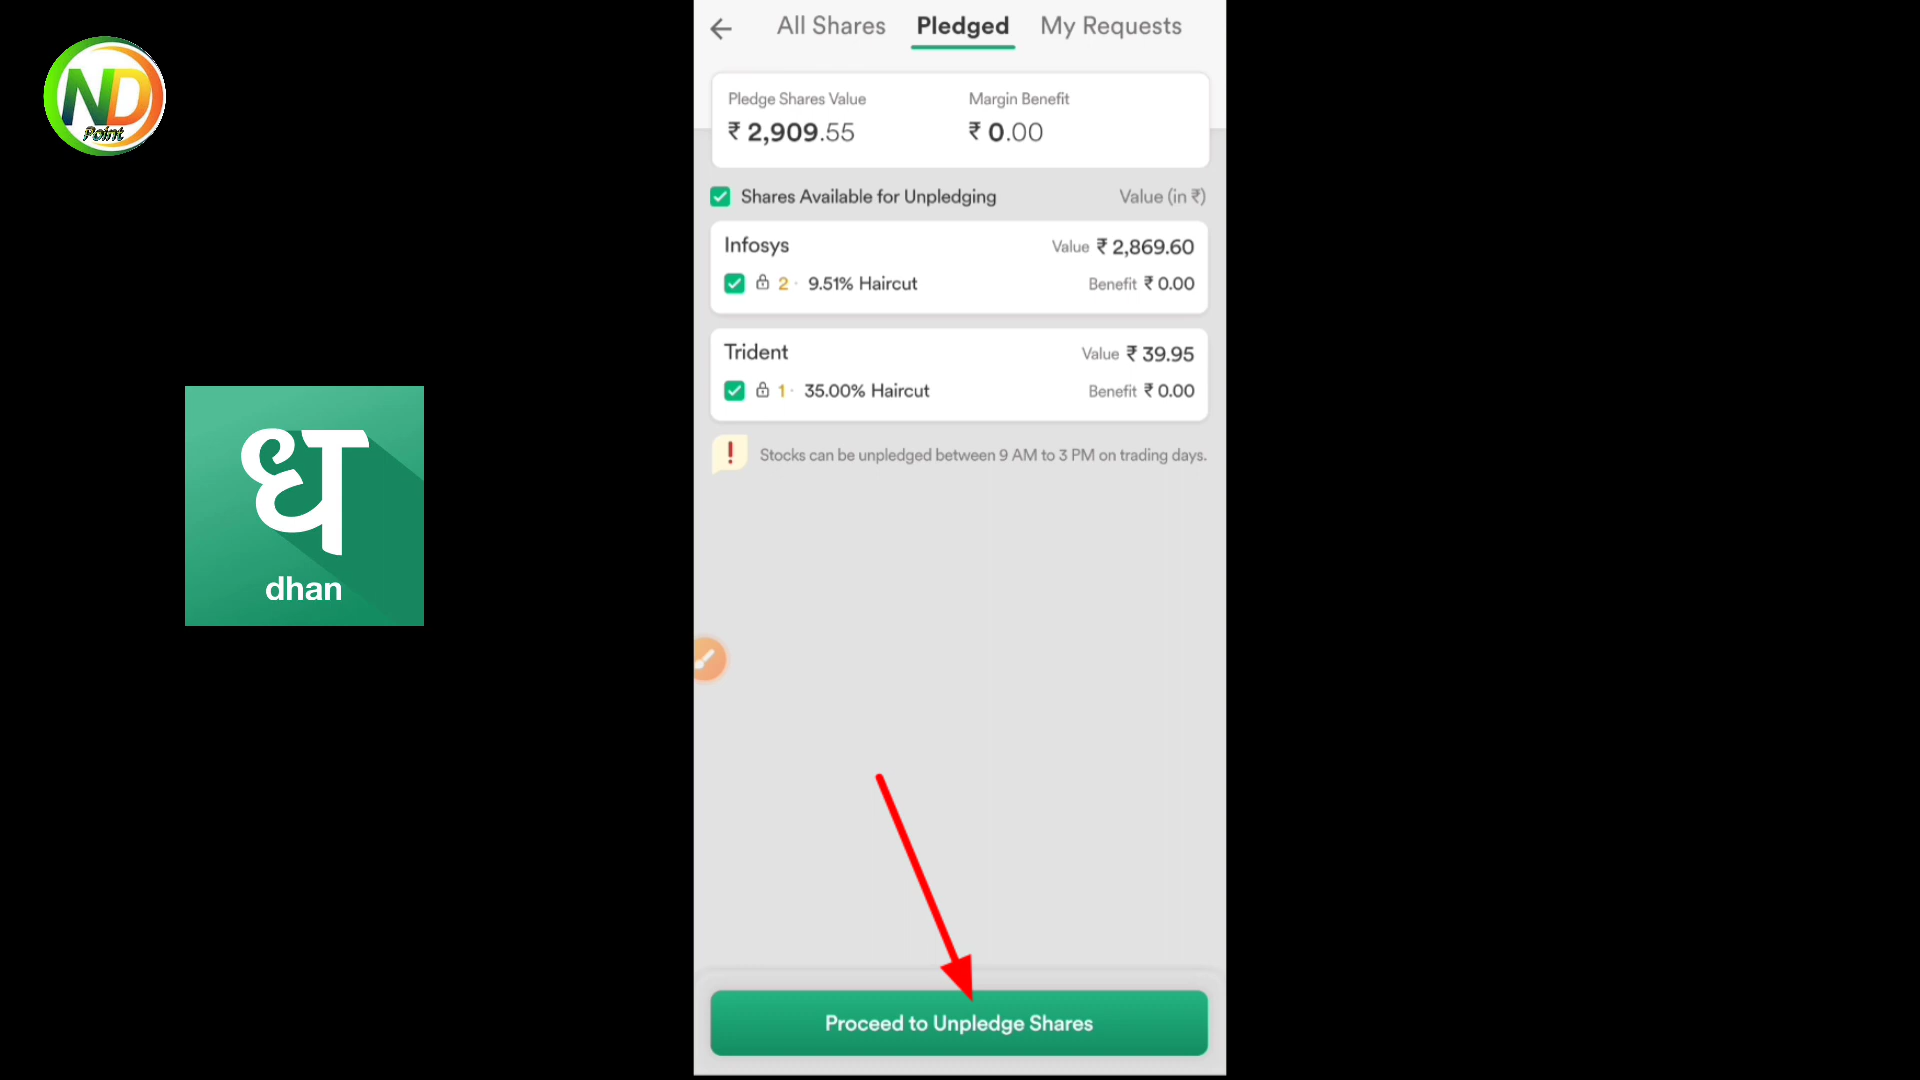 ND
Point
ध
dhan
All Shares Pledged My Requests
Pledge Shares Value Margin Benefit
₹ 2,909.55 ₹ 0.00
Shares Available for Unpledging Value (in ₹)
Infosys Value ₹ 2,869.60
2 · 9.51% Haircut Benefit ₹ 0.00
Trident Value ₹ 39.95
1 · 35.00% Haircut Benefit ₹ 0.00
! Stocks can be unpledged between 9 AM to 3 PM on trading days.
Proceed to Unpledge Shares